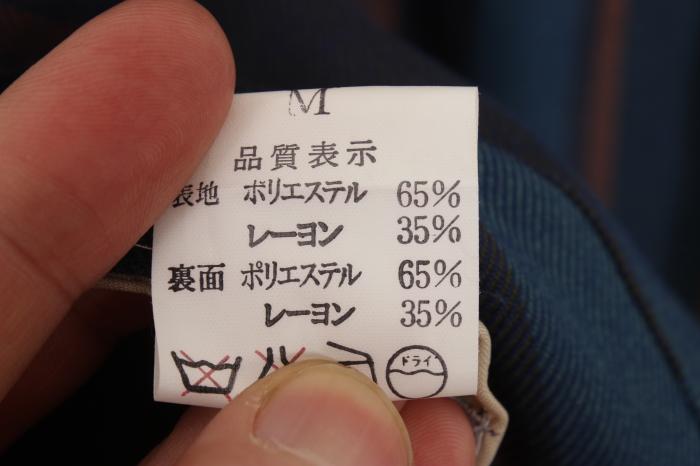 M
品質表示
表地 ポリエステル 65%
レーヨン 35%
裏面 ポリエステル 65%
レーヨン 35%
ドライ